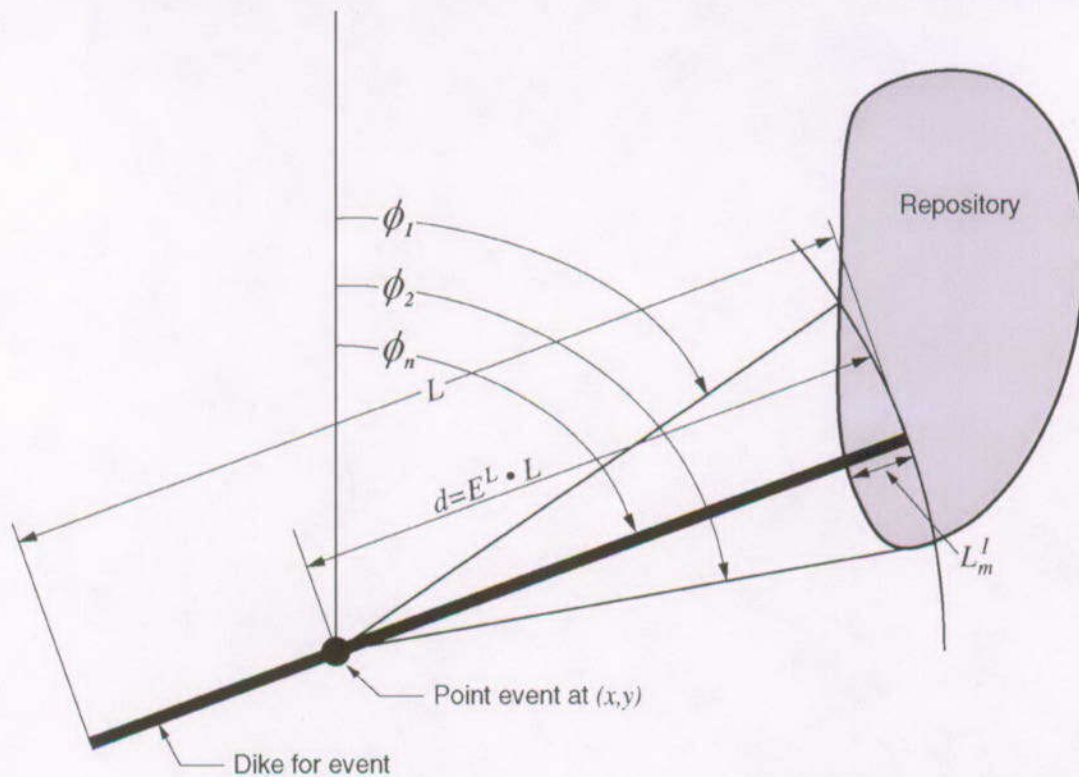 Repository
ϕ1
ϕ2
ϕn
L
d=E^L • L
L_m^I
Point event at (x,y)
Dike for event